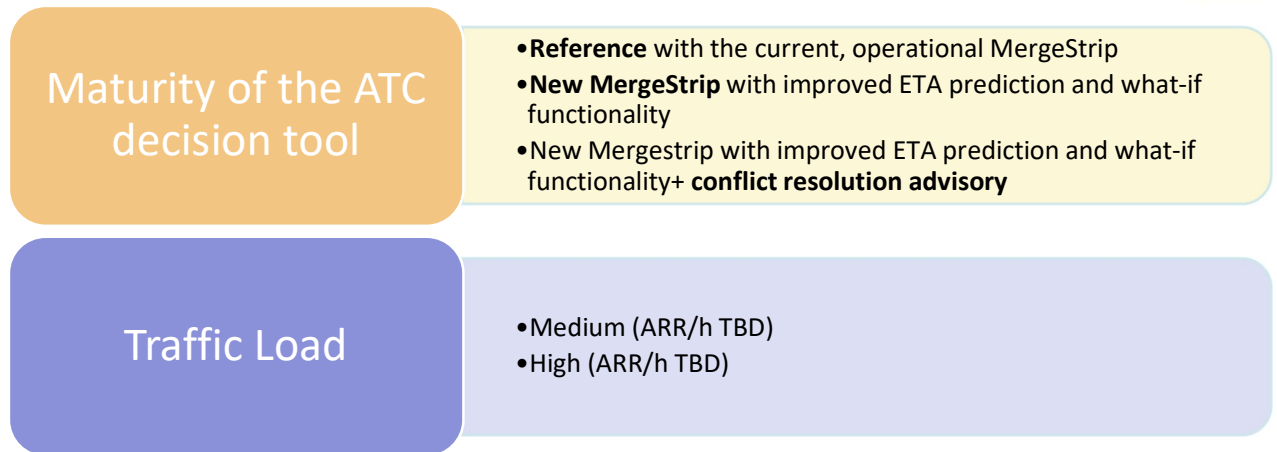 Maturity of the ATC
decision tool
•Reference with the current, operational MergeStrip
•New MergeStrip with improved ETA prediction and what-if
functionality
•New Mergestrip with improved ETA prediction and what-if
functionality+ conflict resolution advisory
Traffic Load
•Medium (ARR/h TBD)
•High (ARR/h TBD)